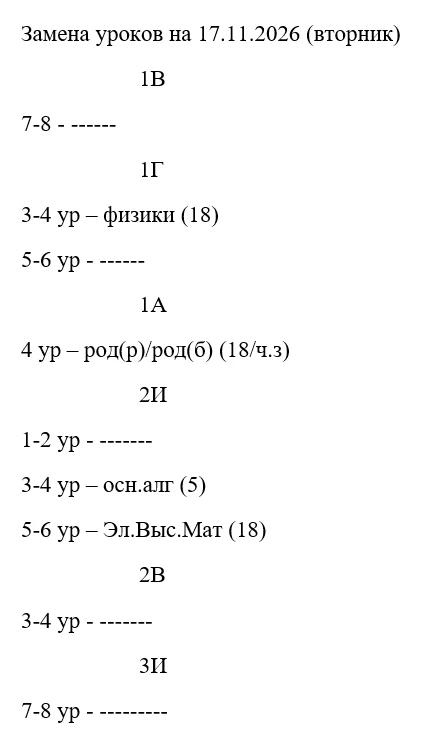 Замена уроков на 17.11.2026 (вторник)
1В
7-8 - ------
1Г
3-4 ур – физики (18)
5-6 ур - ------
1А
4 ур – род(р)/род(б) (18/ч.з)
2И
1-2 ур - -------
3-4 ур – осн.алг (5)
5-6 ур – Эл.Выс.Мат (18)
2В
3-4 ур - -------
3И
7-8 ур - ---------